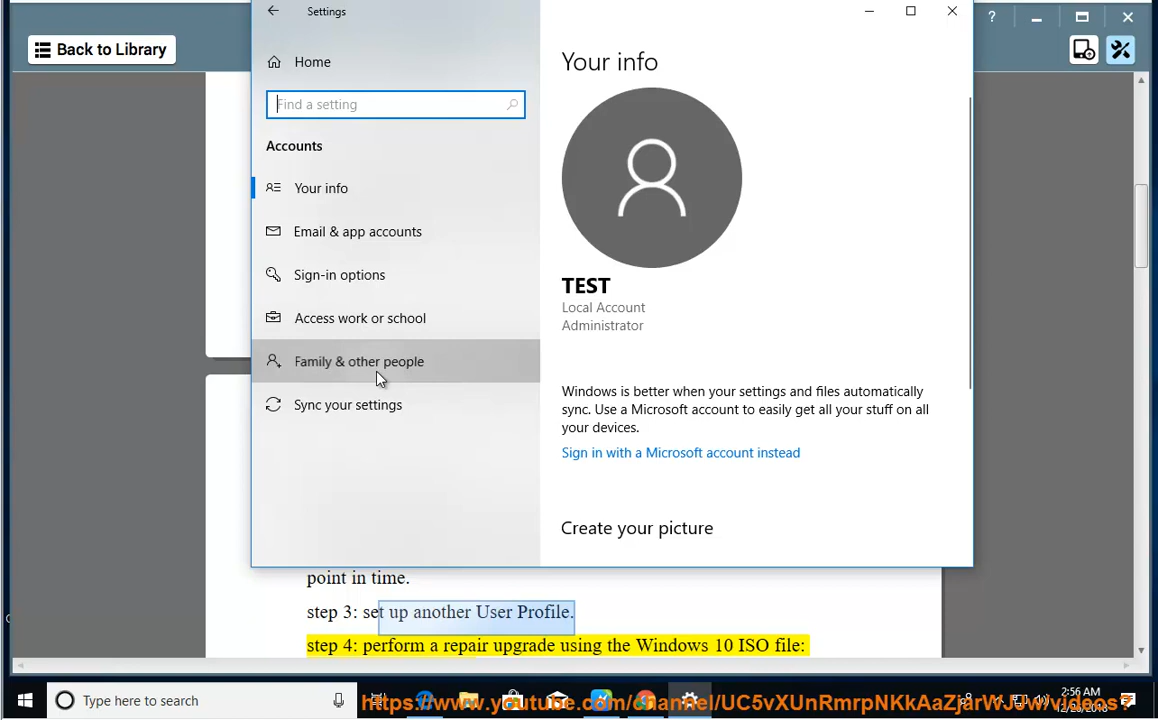 Settings
?
Back to Library
Home
Find a setting
Accounts
Your info
Email & app accounts
Sign-in options
Access work or school
Family & other people
Sync your settings
Your info
TEST
Local Account
Administrator
Windows is better when your settings and files automatically
sync. Use a Microsoft account to easily get all your stuff on all
your devices.
Sign in with a Microsoft account instead
Create your picture
point in time.
step 3: set up another User Profile.
step 4: perform a repair upgrade using the Windows 10 ISO file:
Type here to search
2:56 AM